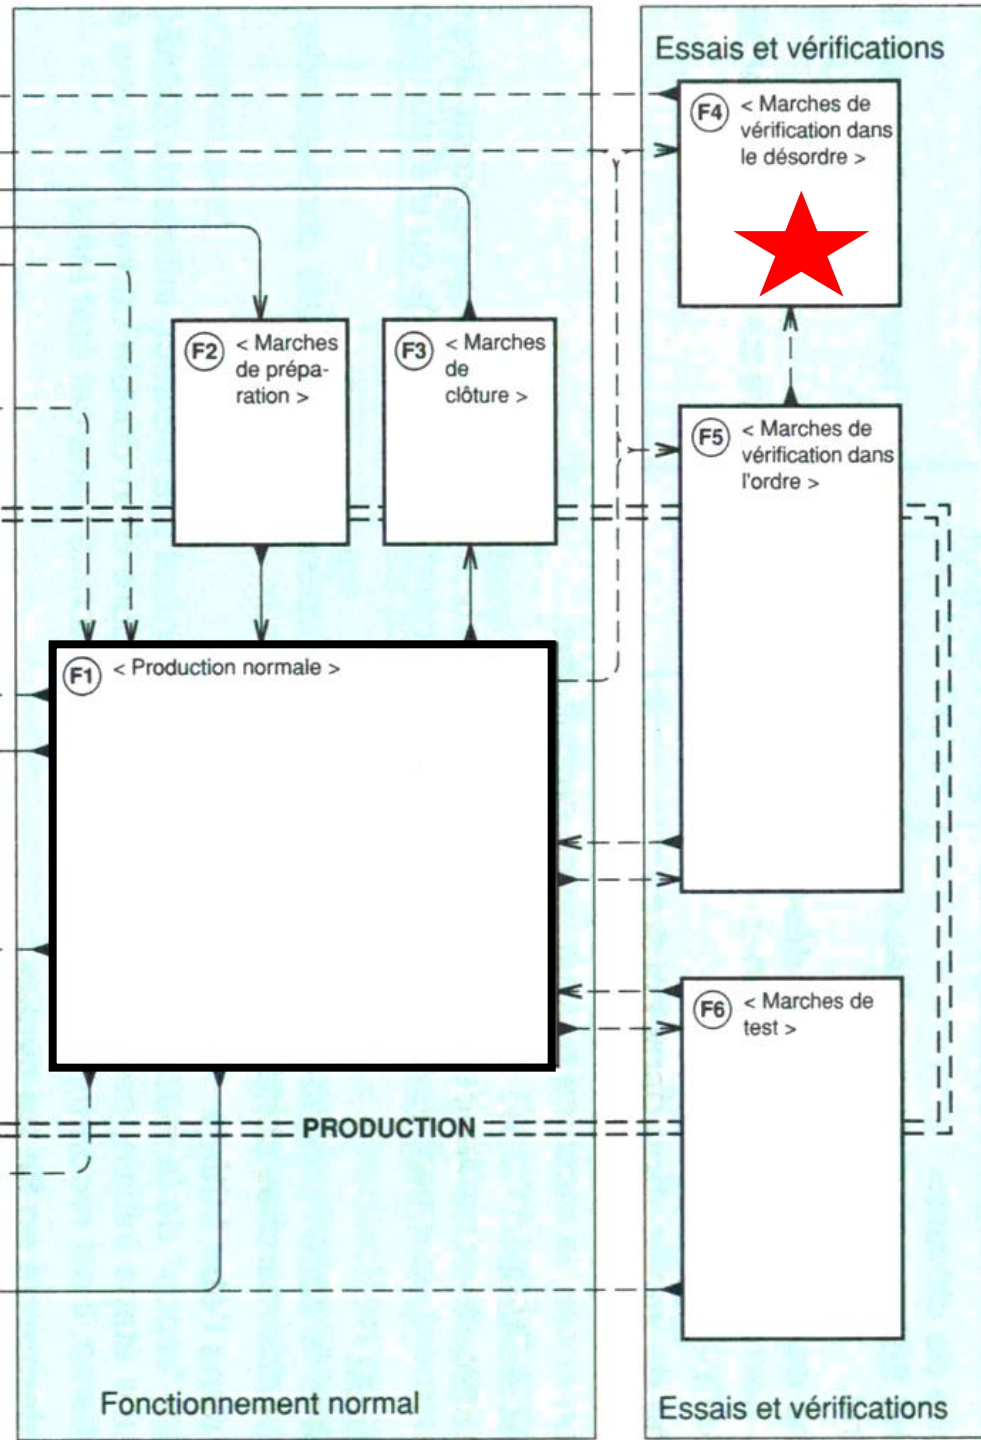 Essais et vérifications
F4
< Marches de
vérification dans
le désordre >
F2
< Marches
de prépa-
ration >
F3
< Marches
de
clôture >
F5
< Marches de
vérification dans
l'ordre >
F1
< Production normale >
F6
< Marches de
test >
PRODUCTION
Fonctionnement normal
Essais et vérifications